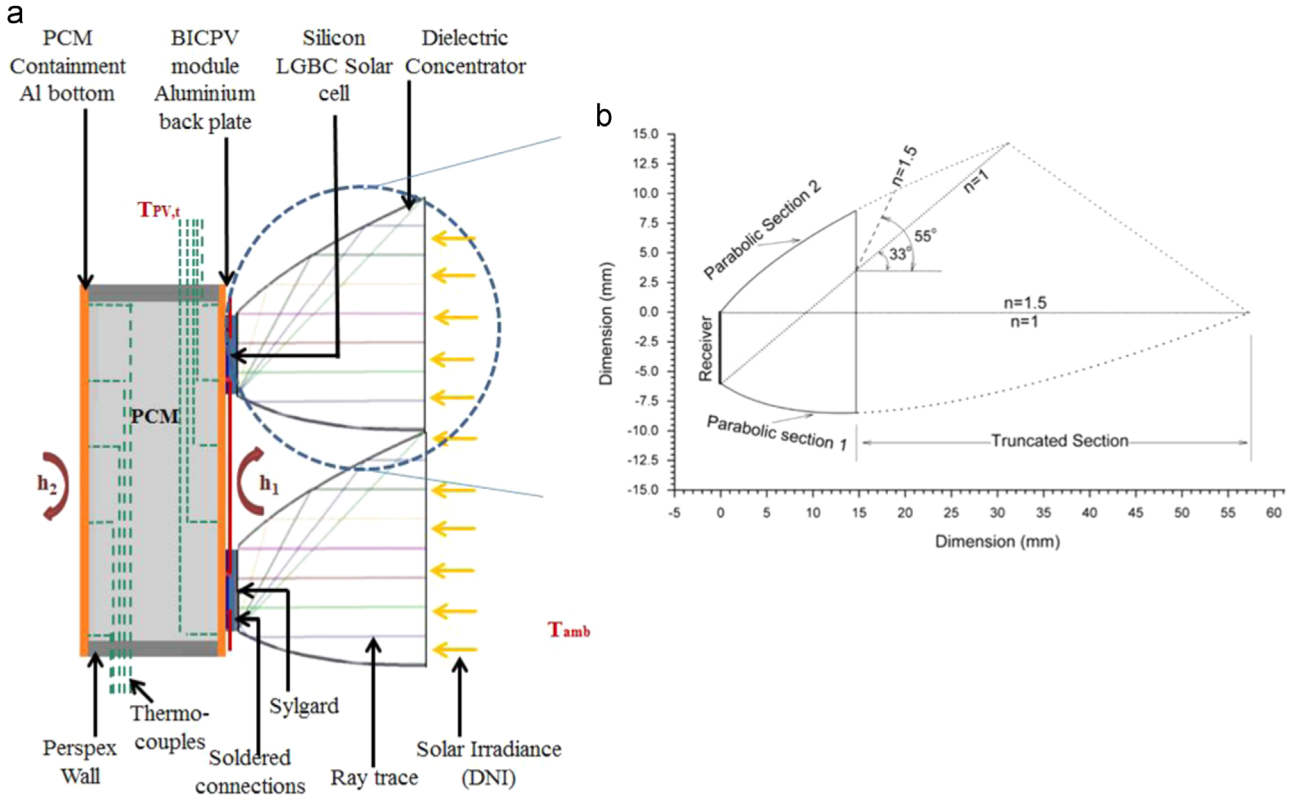 a
PCM
Containment
Al bottom
BICPV
module
Aluminium
back plate
Silicon
LGBC Solar
cell
Dielectric
Concentrator
TPV,t
PCM
h2
h1
Tamb
Perspex
Wall
Thermo-
couples
Soldered
connections
Sylgard
Ray trace
Solar Irradiance
(DNI)
b
Dimension (mm)
15.0
12.5
10.0
7.5
5.0
2.5
0.0
-2.5
-5.0
-7.5
-10.0
-12.5
-15.0
Parabolic Section 2
n=1.5
n=1
55°
33°
n=1.5
n=1
Receiver
Parabolic section 1
Truncated Section
-5 0 5 10 15 20 25 30 35 40 45 50 55 60
Dimension (mm)